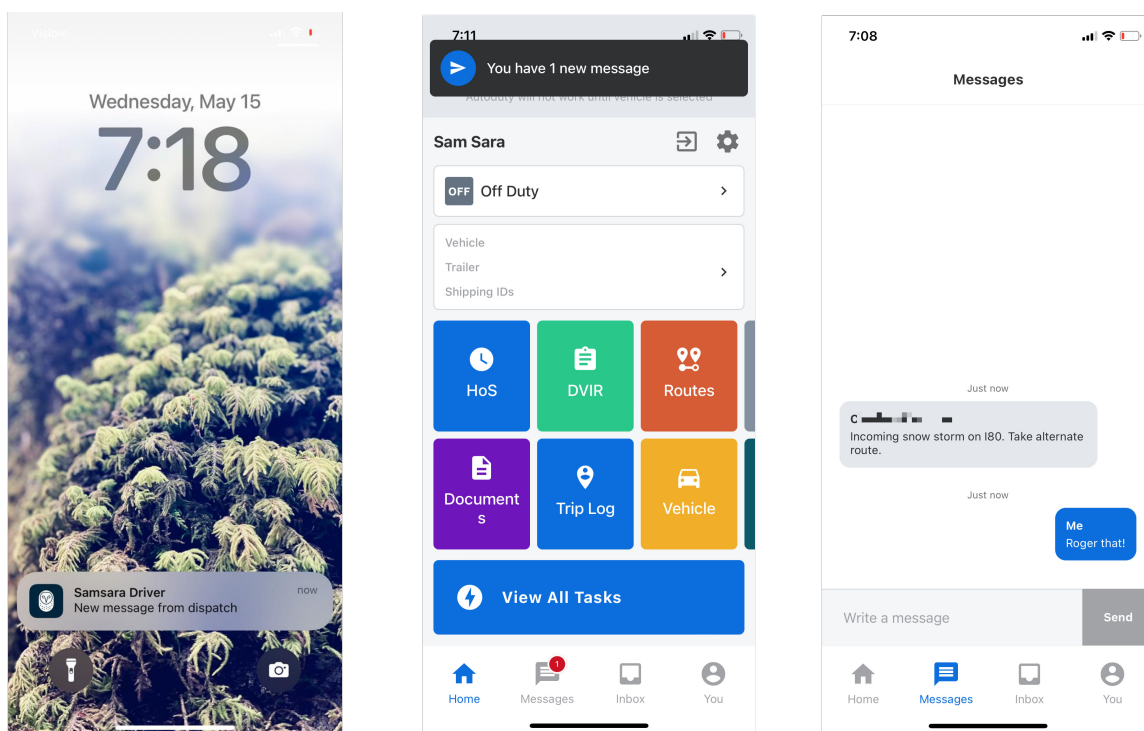 Wednesday, May 15
7:18
Samsara Driver
now
New message from dispatch
7:11
You have 1 new message
Autoduty will not work until vehicle is selected
Sam Sara
OFF Off Duty
Vehicle
Trailer
Shipping IDs
HoS
DVIR
Routes
Document
s
Trip Log
Vehicle
View All Tasks
1
Home
Messages
Inbox
You
7:08
Messages
Just now
Incoming snow storm on I80. Take alternate
route.
Just now
Me
Roger that!
Write a message
Send
Home
Messages
Inbox
You